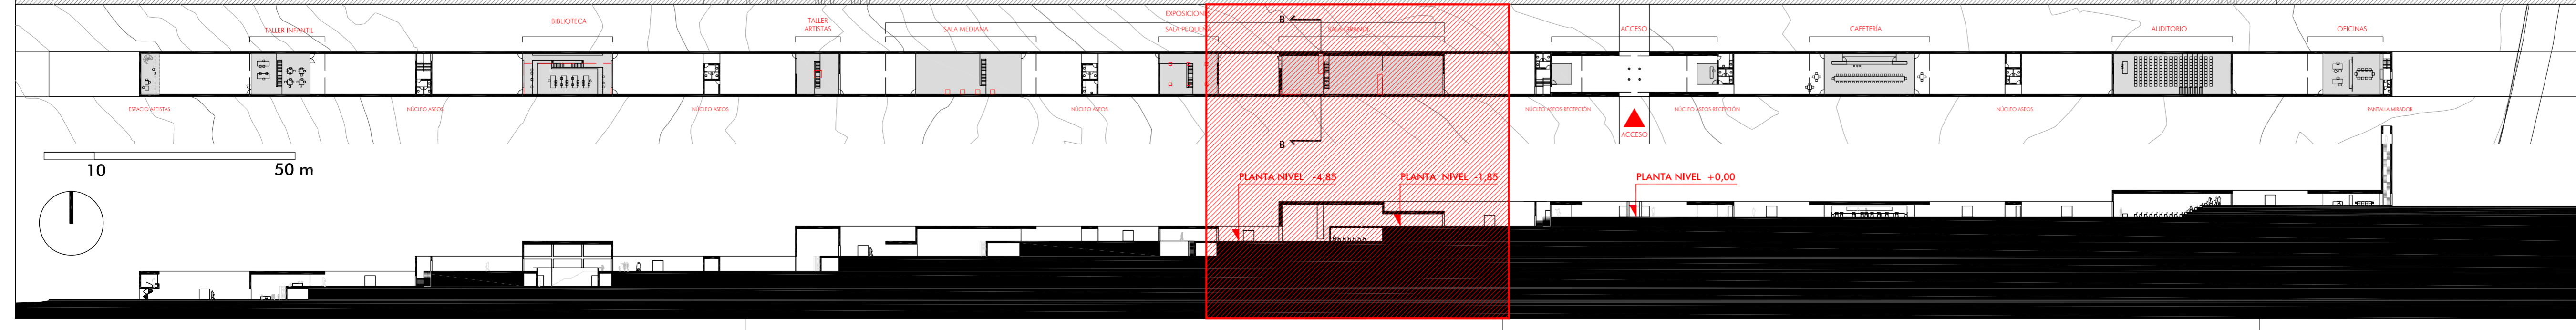 EXPOSICIONES
B
BIBLIOTECA
TALLER
ARTISTAS
TALLER INFANTIL
SALA MEDIANA
SALA PEQUEÑA
SALA GRANDE
ACCESO
CAFETERÍA
AUDITORIO
OFICINAS
ESPACIO ARTISTAS
NÚCLEO ASEOS
NÚCLEO ASEOS
NÚCLEO ASEOS
NÚCLEO ASEOS-RECEPCIÓN
NÚCLEO ASEOS-RECEPCIÓN
NÚCLEO ASEOS
PANTALLA MIRADOR
ACCESO
B
10
50 m
PLANTA NIVEL -4,85
PLANTA NIVEL -1,85
PLANTA NIVEL +0,00